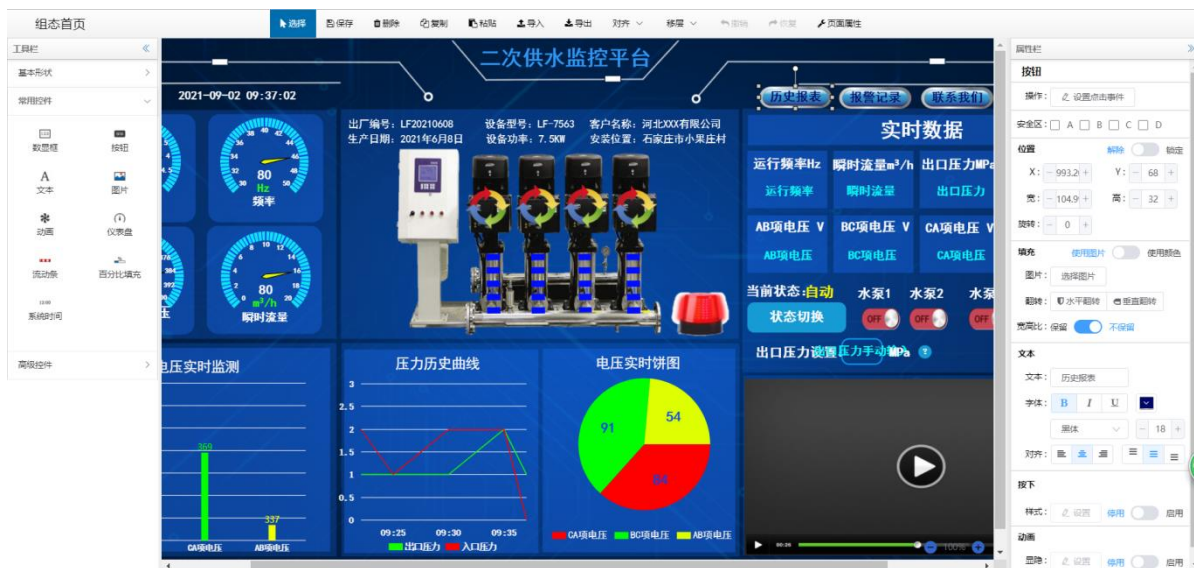 组态首页
选择 保存 删除 复制 粘贴 导入 导出 对齐 移层 撤销 恢复 页面属性
工具栏
基本形状
常用控件
数显框 按钮
文本 图片
动画 仪表盘
流动条 百分比填充
系统时间
高级控件
二次供水监控平台
2021-09-02 09:37:02
历史报表 报警记录 联系我们
出厂编号: LF20210608 设备型号: LF-7563 客户名称: 河北XXX有限公司
生产日期: 2021年6月8日 设备功率: 7.5KW 安装位置: 石家庄市小果庄村
80
Hz
频率
80
m³/h
瞬时流量
实时数据
运行频率Hz 瞬时流量m³/h 出口压力MPa
运行频率 瞬时流量 出口压力
AB项电压 V BC项电压 V CA项电压 V
AB项电压 BC项电压 CA项电压
当前状态:自动 水泵1 水泵2 水泵
状态切换 OFF OFF OFF
出口压力设置 压力手动输入 MPa
电压实时监测
369
337
CA项电压 AB项电压
压力历史曲线
3
2.5
2
1.5
1
0.5
0
09:25 09:30 09:35
出口压力 入口压力
电压实时饼图
91
54
84
CA项电压 BC项电压 AB项电压
00:26
100%
属性栏
按钮
操作: 设置点击事件
安全区: A B C D
位置 解除 锁定
X: - 993.2 + Y: - 68 +
宽: - 104.9 + 高: - 32 +
旋转: - 0 +
填充 使用图片 使用颜色
图片: 选择图片
翻转: 水平翻转 垂直翻转
宽高比: 保留 不保留
文本
文本: 历史报表
字体: B I U
黑体 - 18 +
对齐:
按下
样式: 设置 停用 启用
动画
显隐: 设置 停用 启用